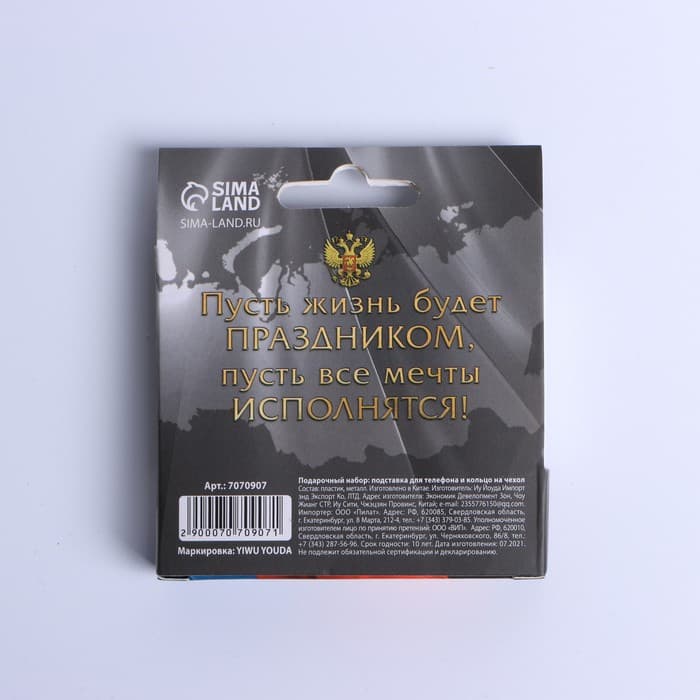 SIMA
LAND
SIMA-LAND.RU
Пусть жизнь будет
ПРАЗДНИКОМ,
пусть все мечты
ИСПОЛНЯТСЯ!
Арт.: 7070907
2 900070 709071
Маркировка: YIWU YOUDA
Подарочный набор: подставка для телефона и кольцо на чехол
Состав: пластик, металл. Изготовлено в Китае. Изготовитель: Иу Йоуда Импорт
энд Экспорт Ко, ЛТД. Адрес изготовителя: Экономик Девелопмент Зон, Чоу
Жианг СТР, Иу Сити, Чжэцзян Провинс, Китай; e-mail: 2355776150@qq.com.
Импортер: ООО «Пилат». Адрес: РФ, 620085, Свердловская область,
г. Екатеринбург, ул. 8 Марта, 212-4, тел.: +7 (343) 379-03-85. Уполномоченное
изготовителем лицо по принятию претензий: ООО «ВИП». Адрес: РФ, 620010,
Свердловская область, г. Екатеринбург, ул. Черняховского, 86/8, тел.:
+7 (343) 287-56-96. Срок годности: 10 лет. Дата изготовления: 07.2021.
Не подлежит обязательной сертификации и декларированию.